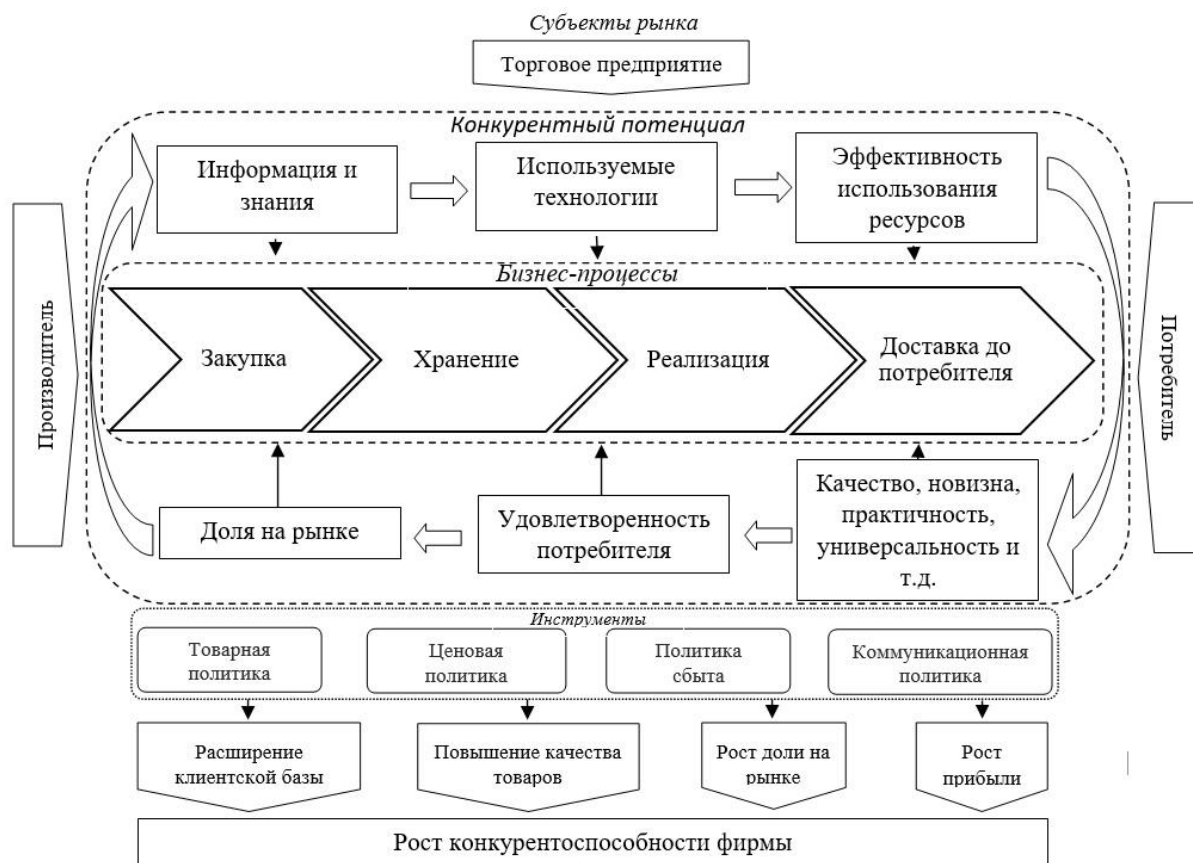 Субъекты рынка
Торговое предприятие
Конкурентный потенциал
Информация и
знания
Используемые
технологии
Эффективность
использования
ресурсов
Производитель
Потребитель
Бизнес-процессы
Закупка
Хранение
Реализация
Доставка до
потребителя
Доля на рынке
Удовлетворенность
потребителя
Качество, новизна,
практичность,
универсальность и
т.д.
Инструменты
Товарная
политика
Ценовая
политика
Политика
сбыта
Коммуникационная
политика
Расширение
клиентской базы
Повышение качества
товаров
Рост доли на
рынке
Рост
прибыли
Рост конкурентоспособности фирмы